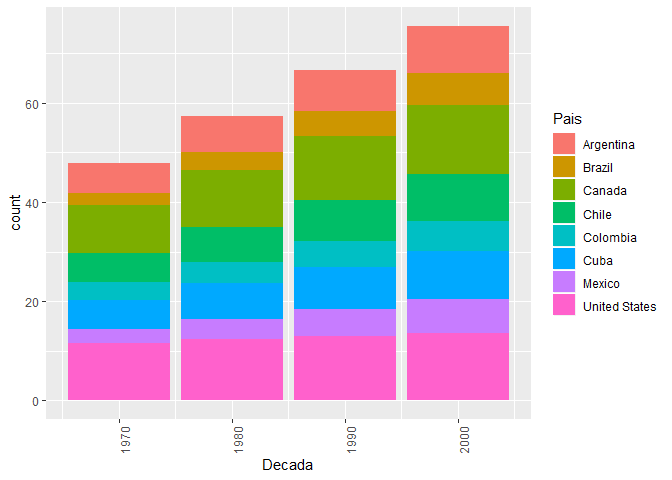 count
60
40
20
0
1970
1980
1990
2000
Decada
Pais
Argentina
Brazil
Canada
Chile
Colombia
Cuba
Mexico
United States